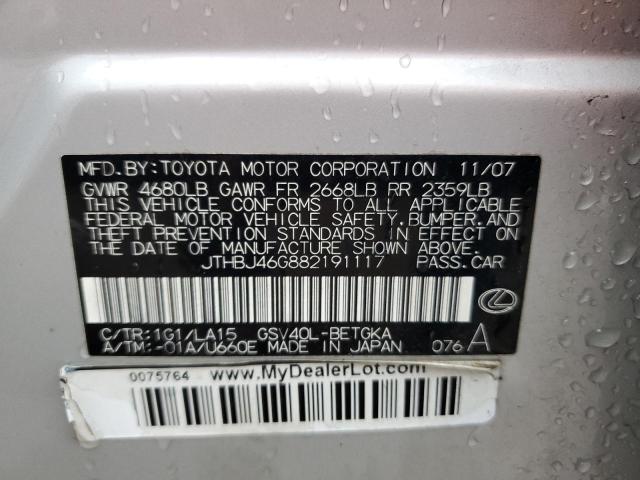 MFD.BY:TOYOTA MOTOR CORPORATION 11/07
GVWR 4680LB GAWR FR 2668LB RR 2359LB
THIS VEHICLE CONFORMS TO ALL APPLICABLE
FEDERAL MOTOR VEHICLE SAFETY,BUMPER,AND
THEFT PREVENTION STANDARDS IN EFFECT ON
THE DATE OF MANUFACTURE SHOWN ABOVE.
JTHBJ46G882191117 PASS.CAR
C/TR:1G1/LA15 GSV40L-BETGKA
A/TM:-01A/U660E MADE IN JAPAN 076 A
0075764 www.MyDealerLot.com